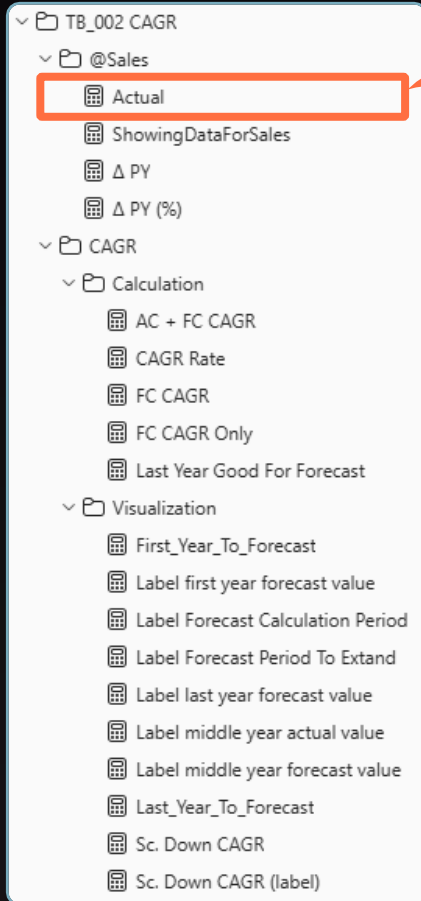 TB_002 CAGR
@Sales
Actual
ShowingDataForSales
Δ PY
Δ PY (%)
CAGR
Calculation
AC + FC CAGR
CAGR Rate
FC CAGR
FC CAGR Only
Last Year Good For Forecast
Visualization
First_Year_To_Forecast
Label first year forecast value
Label Forecast Calculation Period
Label Forecast Period To Extand
Label last year forecast value
Label middle year actual value
Label middle year forecast value
Last_Year_To_Forecast
Sc. Down CAGR
Sc. Down CAGR (label)